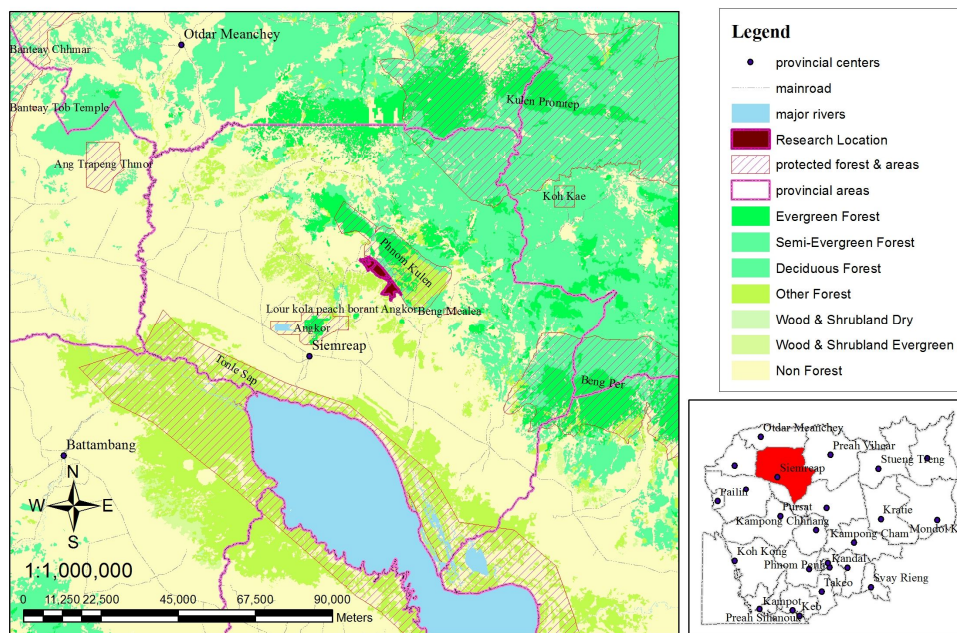 Otdar Meanchey
Banteay Chhmar
Banteay Tob Temple
Ang Trapeng Thmor
Kulen Promtep
Koh Kae
Phnom Kulen
Lour kola peach borant Angkor
Beng Mealea
Angkor
Siemreap
Tonle Sap
Beng Per
Battambang
N
W E
S
1:1,000,000
0 11,250 22,500 45,000 67,500 90,000
Meters
Legend
provincial centers
mainroad
major rivers
Research Location
protected forest & areas
provincial areas
Evergreen Forest
Semi-Evergreen Forest
Deciduous Forest
Other Forest
Wood & Shrubland Dry
Wood & Shrubland Evergreen
Non Forest
Otdar Meanchey
Preah Vihear
Stueng Treng
Siemreap
Pailin
Pursat
Kratie
Kampong Chhnang
Mondol K
Kampong Cham
Koh Kong
Kandal
Phnom Penh
Takeo
Svay Rieng
Kampot
Keb
Preah Sihanouk